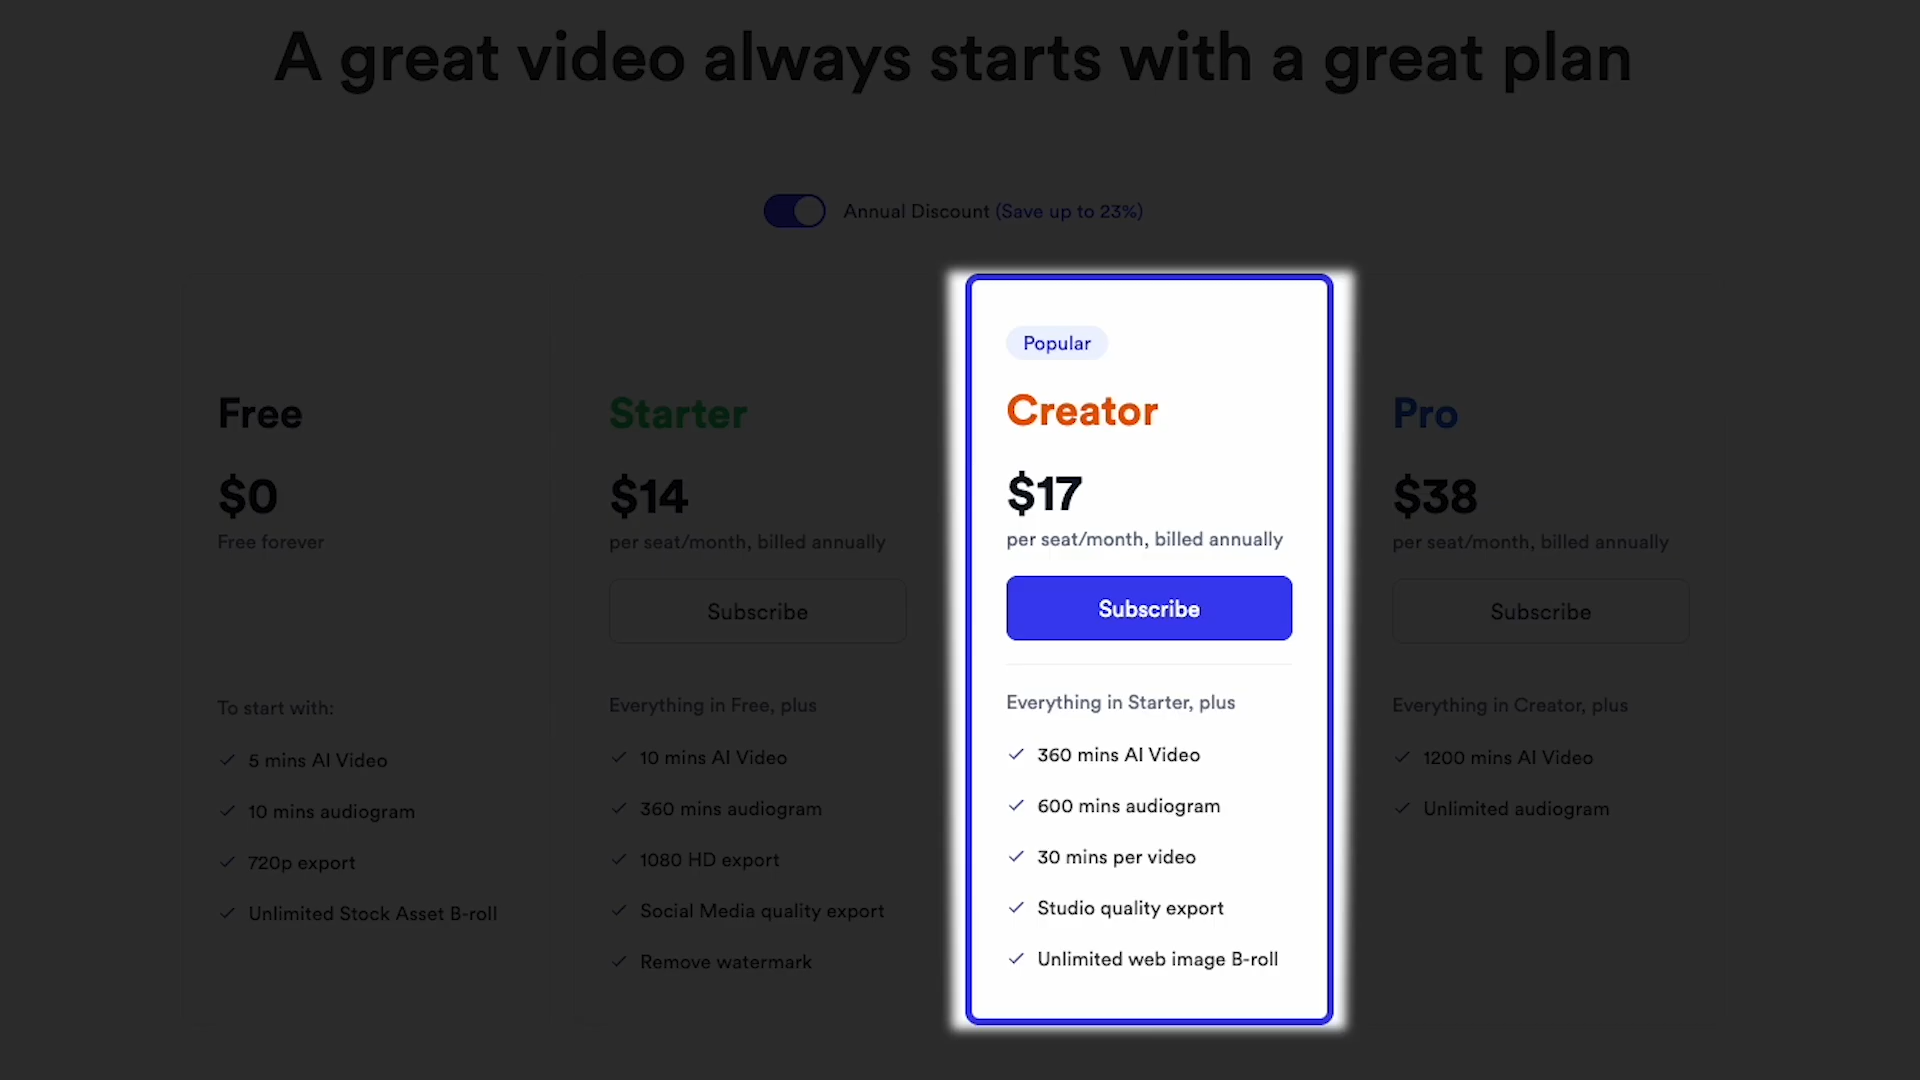 A great video always starts with a great plan
Annual Discount (Save up to 23%)
Free
$0
Free forever
To start with:
5 mins AI Video
10 mins audiogram
720p export
Unlimited Stock Asset B-roll
Starter
$14
per seat/month, billed annually
Subscribe
Everything in Free, plus
10 mins AI Video
360 mins audiogram
1080 HD export
Social Media quality export
Remove watermark
Popular
Creator
$17
per seat/month, billed annually
Subscribe
Everything in Starter, plus
360 mins AI Video
600 mins audiogram
30 mins per video
Studio quality export
Unlimited web image B-roll
Pro
$38
per seat/month, billed annually
Subscribe
Everything in Creator, plus
1200 mins AI Video
Unlimited audiogram